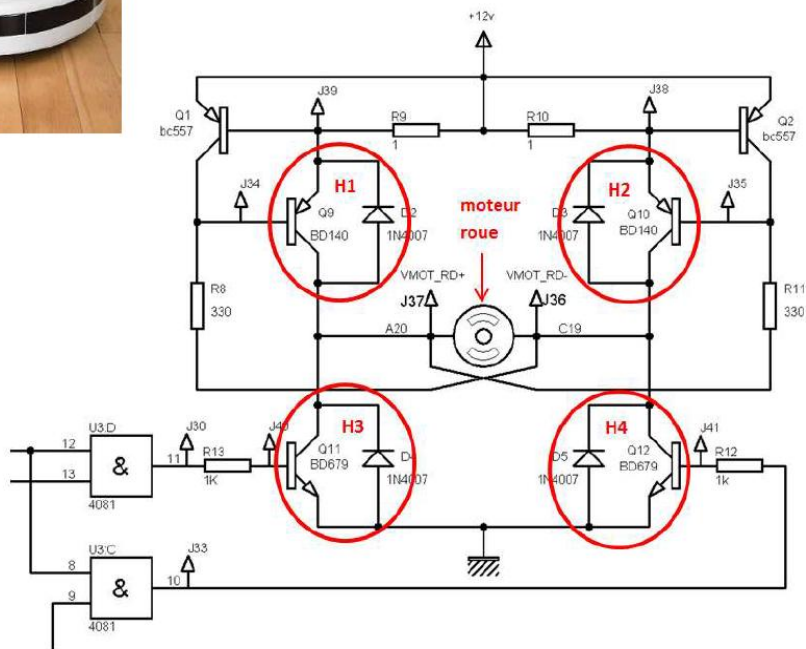 +12v
J39
J38
Q1
bc557
R9
1
R10
1
Q2
bc557
J34
H1
H2
J35
Q9
BD140
D2
1N4007
moteur
roue
D3
1N4007
Q10
BD140
R8
330
VMOT_RD+
VMOT_RD-
R11
330
J37
J36
A20
C19
U3:D
J30
J40
H3
H4
J41
12
13
11
&
4081
R13
1K
Q11
BD679
D4
1N4007
D5
1N4007
Q12
BD679
R12
1k
U3:C
J33
8
9
10
&
4081